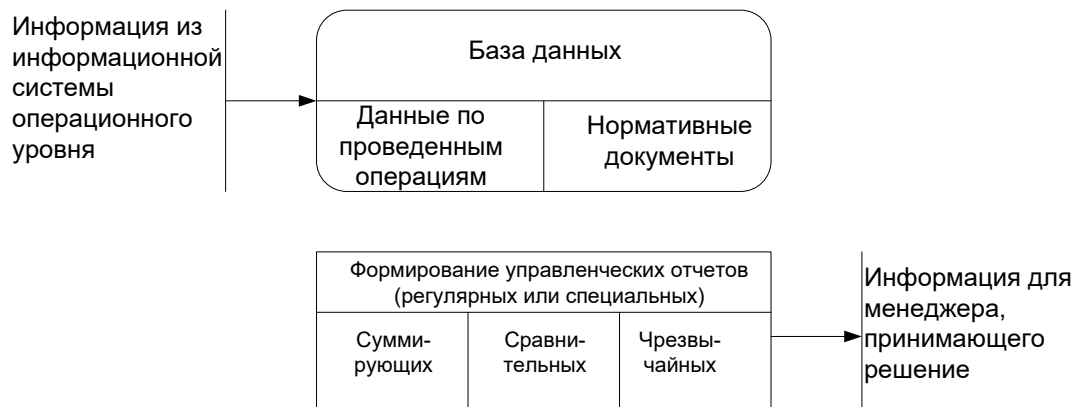 Информация из
информационной
системы
операционного
уровня
База данных
Данные по
проведенным
операциям
Нормативные
документы
Формирование управленческих отчетов
(регулярных или специальных)
Сумми-
рующих
Сравни-
тельных
Чрезвы-
чайных
Информация для
менеджера,
принимающего
решение